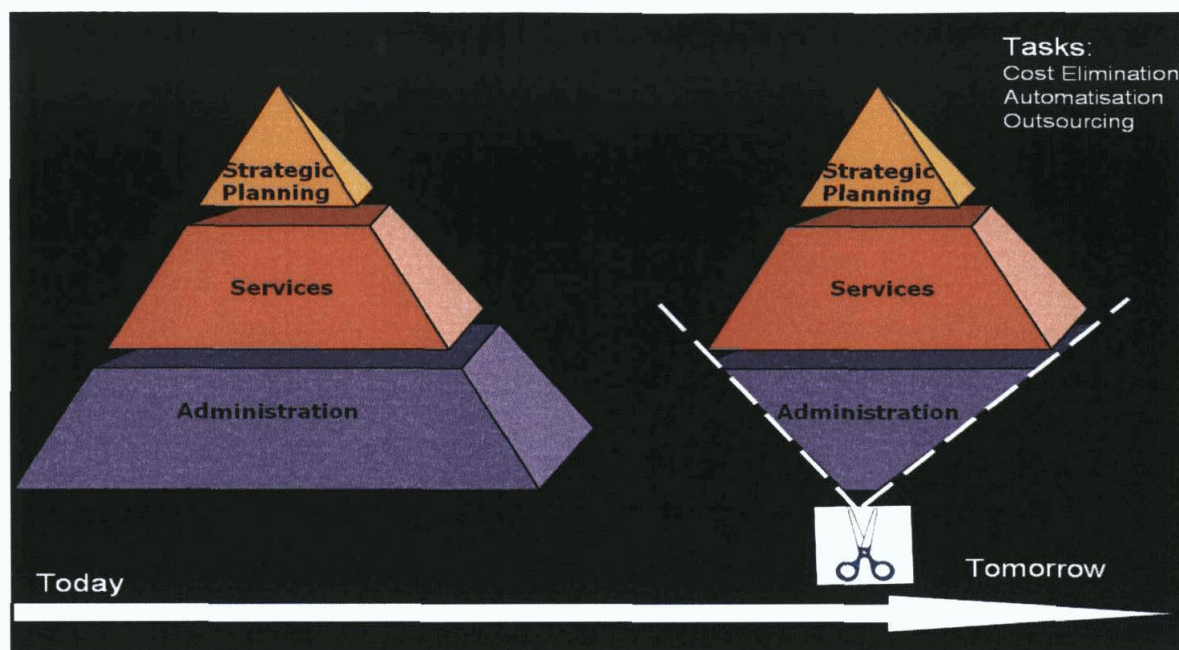 Tasks:
Cost Elimination
Automatisation
Outsourcing
Strategic
Planning
Services
Administration
Strategic
Planning
Services
Administration
Today
Tomorrow